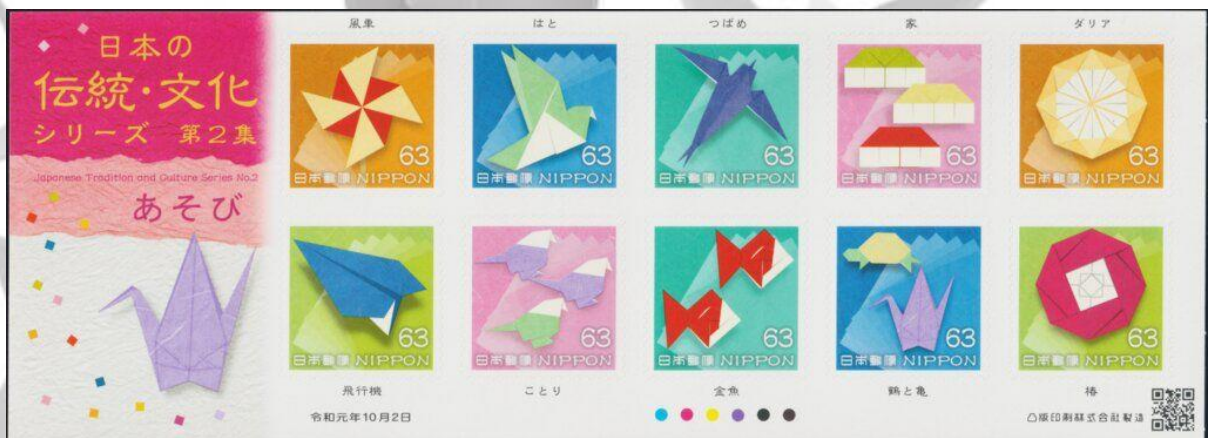 日本の
伝統・文化
シリーズ 第2集
Japanese Tradition and Culture Series No.2
あそび
風車
はと
つばめ
家
ダリア
63
日本郵便 NIPPON
63
日本郵便 NIPPON
63
日本郵便 NIPPON
63
日本郵便 NIPPON
63
日本郵便 NIPPON
63
日本郵便 NIPPON
63
日本郵便 NIPPON
63
日本郵便 NIPPON
63
日本郵便 NIPPON
63
日本郵便 NIPPON
飛行機
ことり
金魚
鶴と亀
椿
令和元年10月2日
凸版印刷株式会社製造